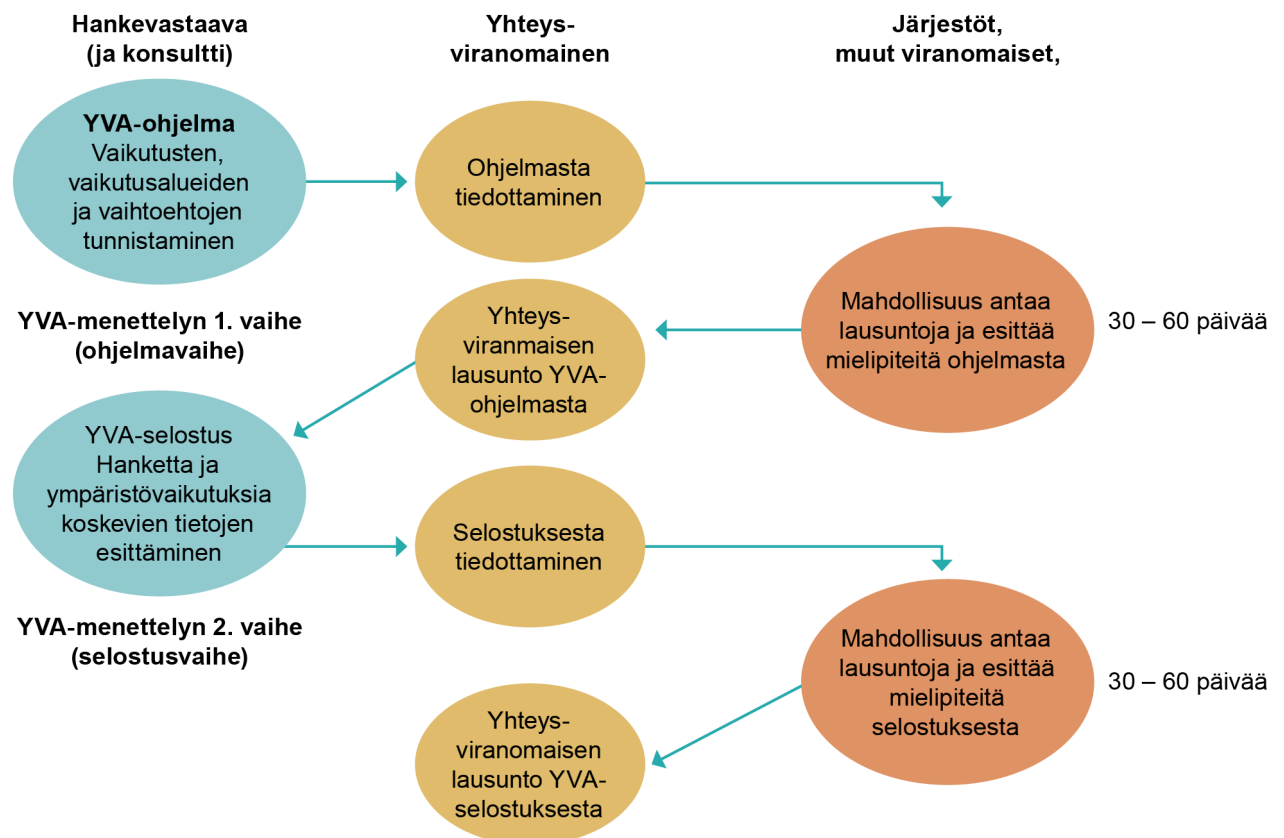 Hankevastaava
(ja konsultti)
Yhteys-
viranomainen
Järjestöt,
muut viranomaiset,
YVA-ohjelma
Vaikutusten,
vaikutusalueiden
ja vaihtoehtojen
tunnistaminen
Ohjelmasta
tiedottaminen
Mahdollisuus antaa
lausuntoja ja esittää
mielipiteitä ohjelmasta
30 – 60 päivää
YVA-menettelyn 1. vaihe
(ohjelmavaihe)
Yhteys-
viranmaisen
lausunto YVA-
ohjelmasta
YVA-selostus
Hanketta ja
ympäristövaikutuksia
koskevien tietojen
esittäminen
Selostuksesta
tiedottaminen
YVA-menettelyn 2. vaihe
(selostusvaihe)
Mahdollisuus antaa
lausuntoja ja esittää
mielipiteitä
selostuksesta
30 – 60 päivää
Yhteys-
viranomaisen
lausunto YVA-
selostuksesta